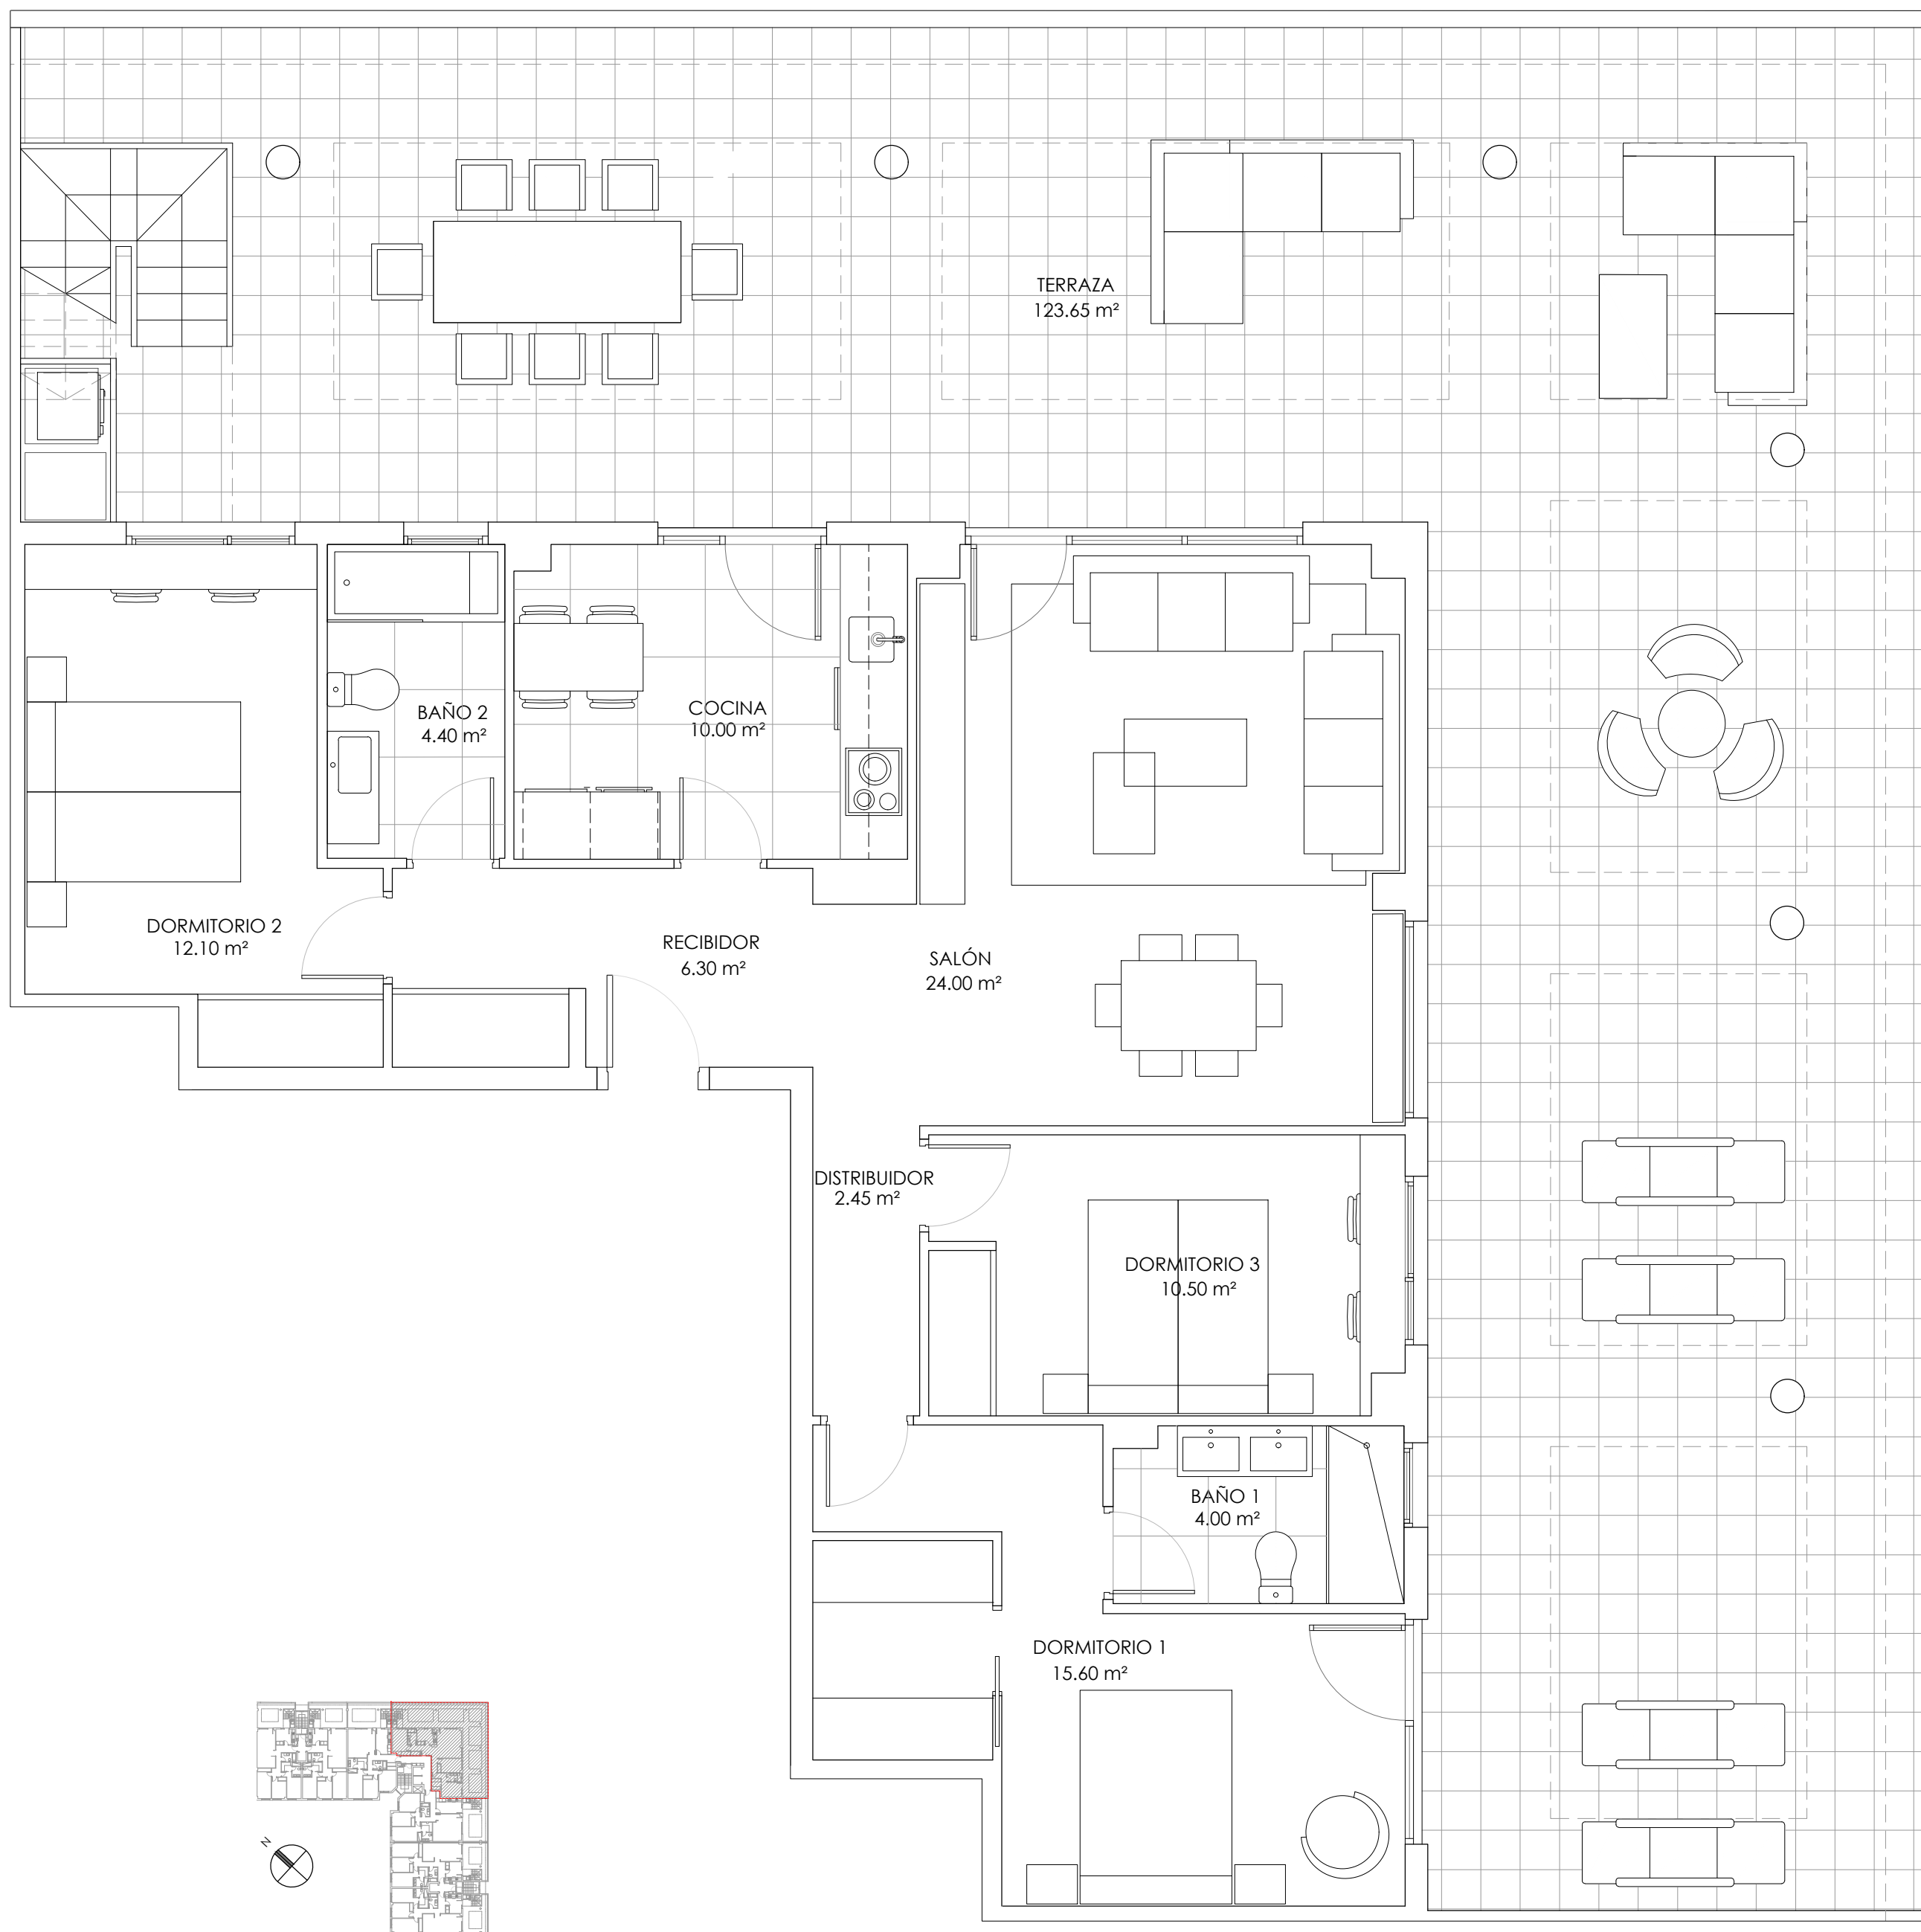 TERRAZA
123.65 m²
BAÑO 2
4.40 m²
COCINA
10.00 m²
DORMITORIO 2
12.10 m²
RECIBIDOR
6.30 m²
SALÓN
24.00 m²
DISTRIBUIDOR
2.45 m²
DORMITORIO 3
10.50 m²
BAÑO 1
4.00 m²
DORMITORIO 1
15.60 m²
N